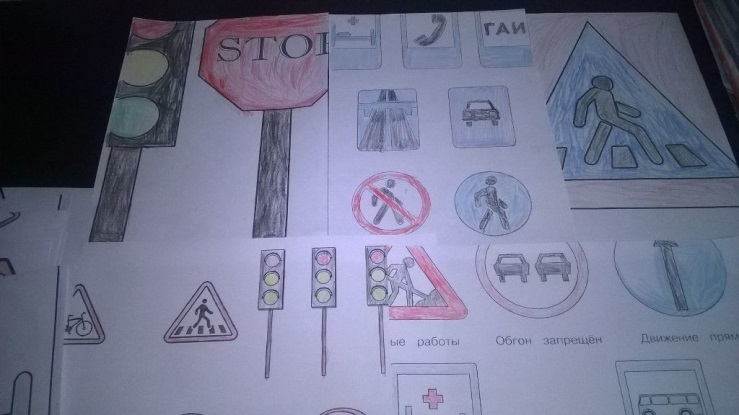 STOP
ГАИ
ые работы
Обгон запрещён
Движение прям